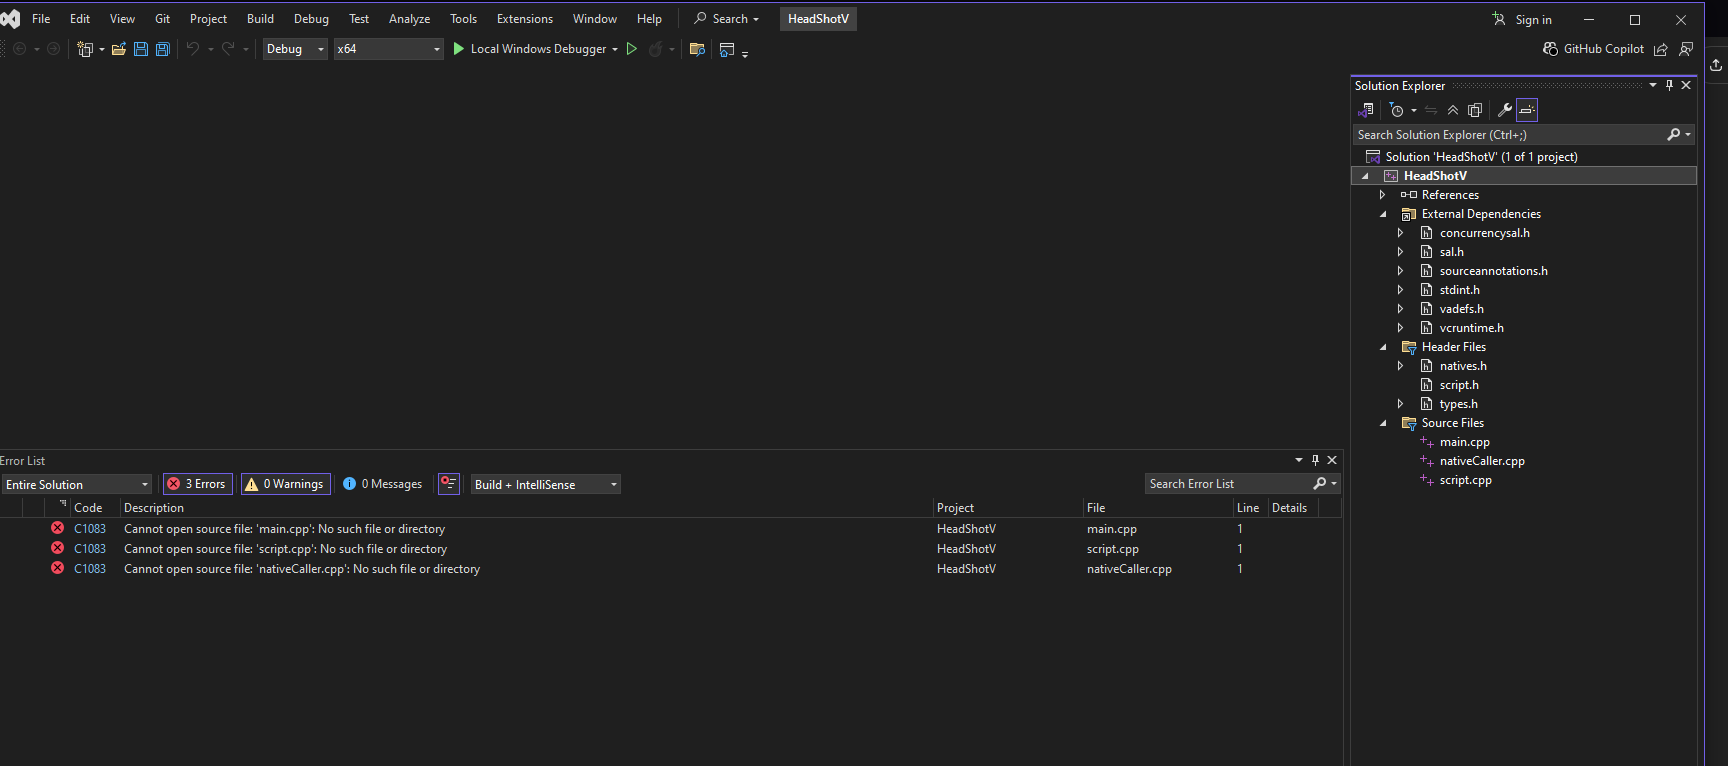 File Edit View Git Project Build Debug Test Analyze Tools Extensions Window Help Search HeadShotV Sign in
Debug x64 Local Windows Debugger GitHub Copilot
Solution Explorer
Search Solution Explorer (Ctrl+;)
Solution 'HeadShotV' (1 of 1 project)
HeadShotV
References
External Dependencies
concurrencysal.h
sal.h
sourceannotations.h
stdint.h
vadefs.h
vcruntime.h
Header Files
natives.h
script.h
types.h
Source Files
main.cpp
nativeCaller.cpp
script.cpp
Error List
Entire Solution 3 Errors 0 Warnings 0 Messages Build + IntelliSense Search Error List
Code Description Project File Line Details
C1083 Cannot open source file: 'main.cpp': No such file or directory HeadShotV main.cpp 1
C1083 Cannot open source file: 'script.cpp': No such file or directory HeadShotV script.cpp 1
C1083 Cannot open source file: 'nativeCaller.cpp': No such file or directory HeadShotV nativeCaller.cpp 1